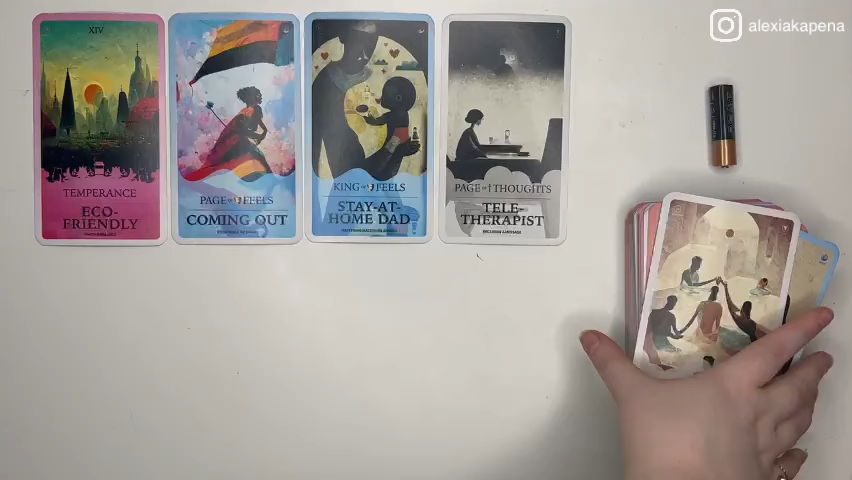 alexiakapena
XIV
TEMPERANCE
ECO-
FRIENDLY
PAGE OF FEELS
COMING OUT
KING OF FEELS
STAY-AT-
HOME DAD
PAGE OF THOUGHTS
TELE-
THERAPIST